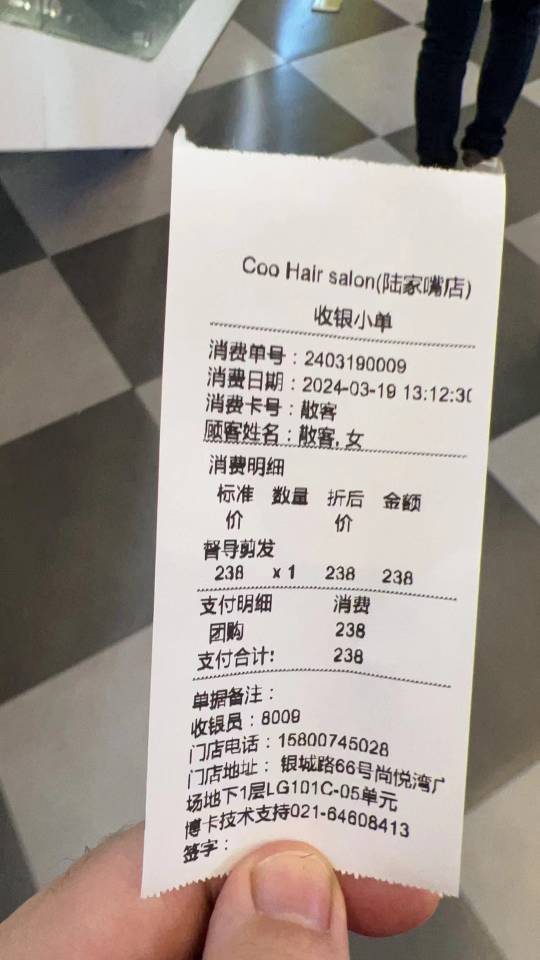 Coo Hair salon(陆家嘴店)
收银小单
消费单号：2403190009
消费日期：2024-03-19 13:12:30
消费卡号：散客
顾客姓名：散客, 女
消费明细
标准 数量 折后 金额
价 价
督导剪发
238 x 1 238 238
支付明细 消费
团购 238
支付合计: 238
单据备注：
收银员：8009
门店电话：15800745028
门店地址： 银城路66号尚悦湾广
场地下1层LG101C-05单元
博卡技术支持021-64608413
签字：